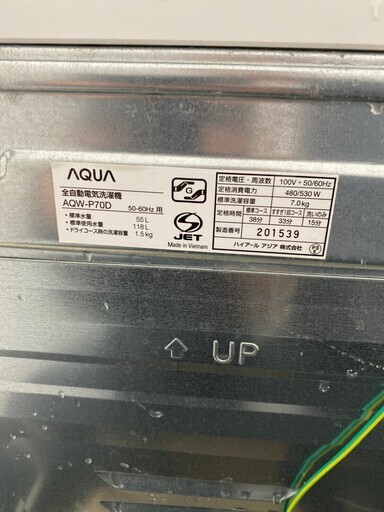 AQUA
全自動電気洗濯機
AQW-P70D 50-60Hz 用
・標準水量 55L
・標準使用水量 118L
・ドライコース時の洗濯容量 1.5kg
G
S
JET
Made in Vietnam
定格電圧・周波数 100V・50/60Hz
定格消費電力 480/530W
標準洗濯容量 7.0kg
定格時間 標準コース すすぎ1回コース 洗いのみ
38分 33分 15分
製造番号 201539
ハイアール アジア 株式会社
UP